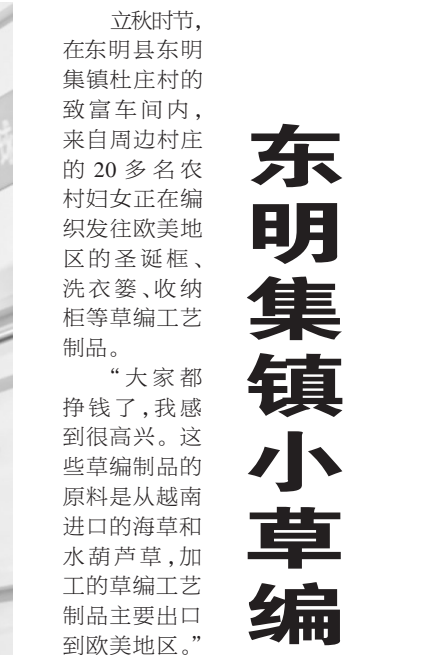 东明集镇小草编
立秋时节，
在东明县东明
集镇杜庄村的
致富车间内，
来自周边村庄
的 20 多名农
村妇女正在编
织发往欧美地
区的圣诞框、
洗衣篓、收纳
柜等草编工艺
制品。
“大家都
挣钱了，我感
到很高兴。这
些草编制品的
原料是从越南
进口的海草和
水葫芦草，加
工的草编工艺
制品主要出口
到欧美地区。”